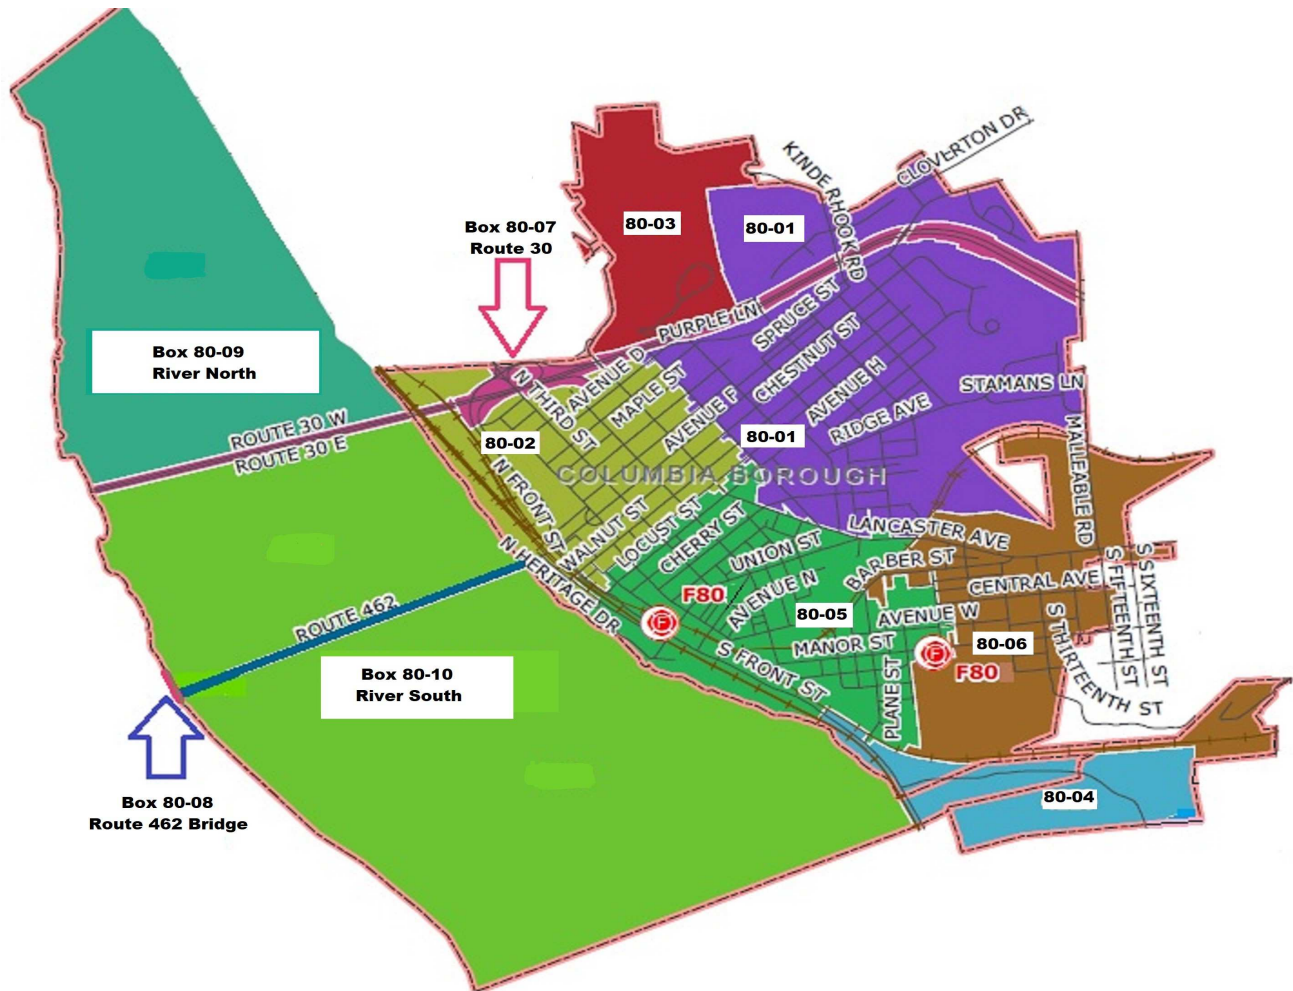 CLOVERTON DR
KINDERHOOK RD
80-03
80-01
Box 80-07
Route 30
PURPLE LN
SPRUCE ST
CHESTNUT ST
AVENUE H
RIDGE AVE
STAMANS LN
Box 80-09
River North
AVENUE D
N THIRD ST
MAPLE ST
AVENUE F
ROUTE 30 W
ROUTE 30 E
80-02
80-01
MALLEABLE RD
COLUMBIA BOROUGH
N FRONT ST
WALNUT ST
LOCUST ST
CHERRY ST
UNION ST
LANCASTER AVE
BARBER ST
CENTRAL AVE
S FIFTEENTH ST
S SIXTEENTH ST
N HERITAGE DR
F80
F
AVENUE N
80-05
AVENUE W
ROUTE 462
MANOR ST
80-06
S THIRTEENTH ST
F
F80
S FRONT ST
PLANE ST
Box 80-10
River South
80-04
Box 80-08
Route 462 Bridge